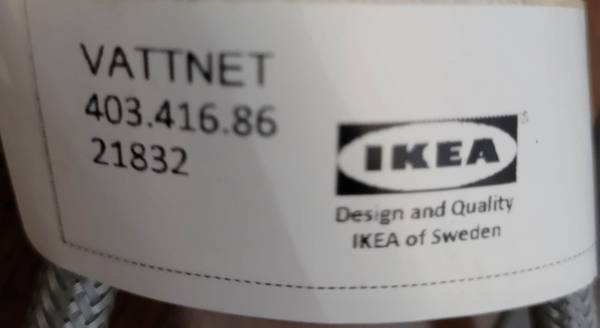 VATTNET
403.416.86
21832
IKEA
Design and Quality
IKEA of Sweden